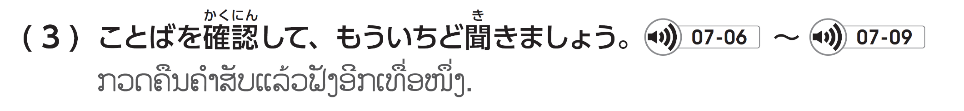 (3) ことばを確認して、もういちど聞きましょう。 07-06 ～ 07-09
ກວດຄືນຄຳສັບແລ້ວຟັງອີກເທື່ອໜຶ່ງ.